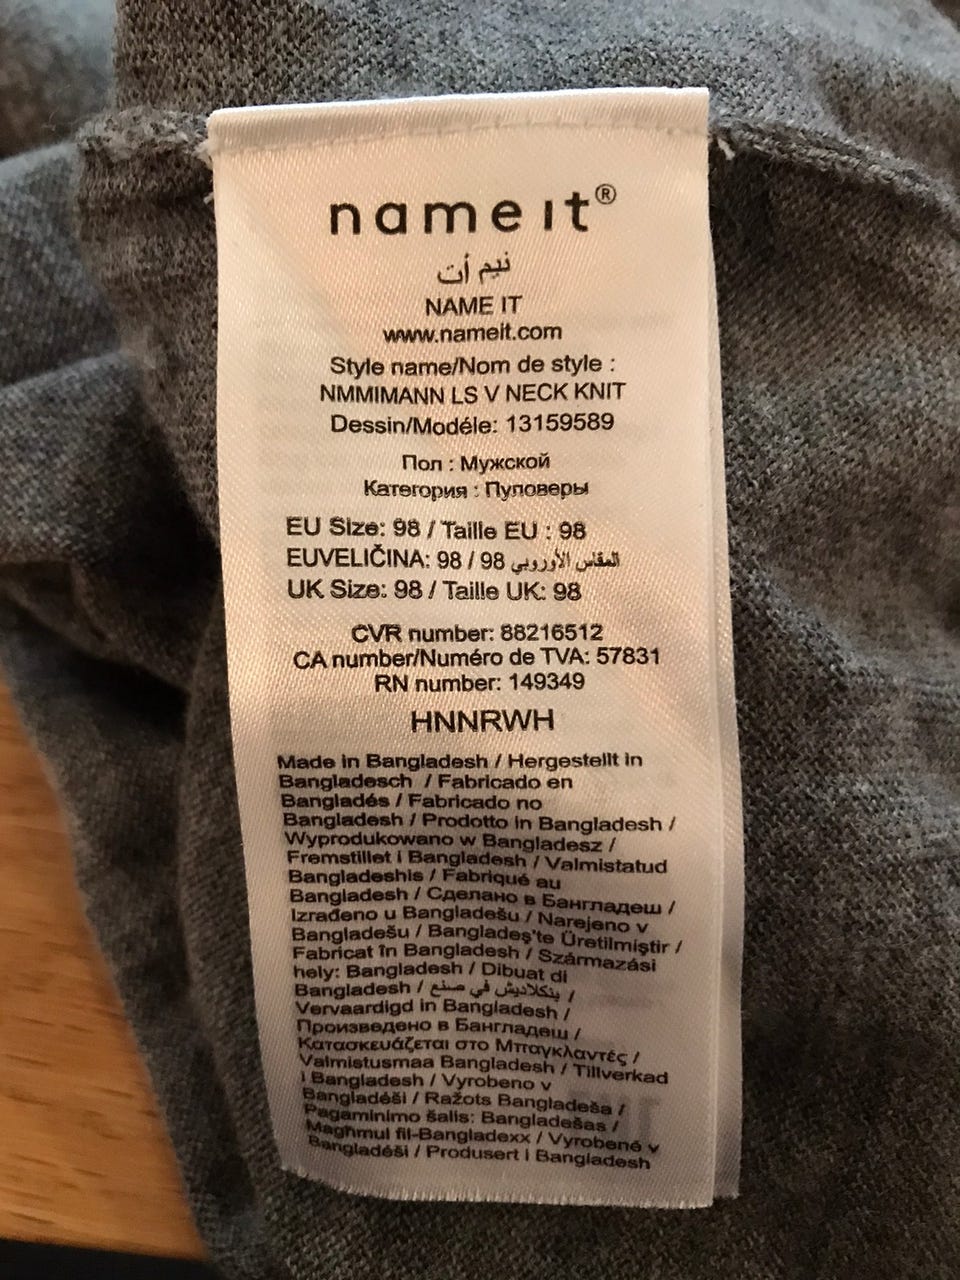 name it®
نيم أت
NAME IT
www.nameit.com
Style name/Nom de style :
NMMIMANN LS V NECK KNIT
Dessin/Modéle: 13159589
Пол : Мужской
Категория : Пуловеры
EU Size: 98 / Taille EU : 98
EUVELIČINA: 98 / 98 المقاس الأوروبي
UK Size: 98 / Taille UK: 98
CVR number: 88216512
CA number/Numéro de TVA: 57831
RN number: 149349
HNNRWH
Made in Bangladesh / Hergestellt in
Bangladesch / Fabricado en
Bangladés / Fabricado no
Bangladesh / Prodotto in Bangladesh /
Wyprodukowano w Bangladesz /
Fremstillet i Bangladesh / Valmistatud
Bangladeshis / Fabriqué au
Bangladesh / Сделано в Бангладеш /
Izrađeno u Bangladešu / Narejeno v
Bangladešu / Bangladeş'te Üretilmiştir /
Fabricat în Bangladesh / Származási
hely: Bangladesh / Dibuat di
Bangladesh / بنكلاديش في صنع /
Vervaardigd in Bangladesh /
Произведено в Бангладеш /
Κατασκευάζεται στο Μπαγκλαντές /
Valmistusmaa Bangladesh / Tillverkad
i Bangladesh / Vyrobeno v
Bangladéši / Ražots Bangladeša /
Pagaminimo šalis: Bangladešas /
Magħmul fil-Bangladexx / Vyrobené v
Bangladéši / Produsert i Bangladesh